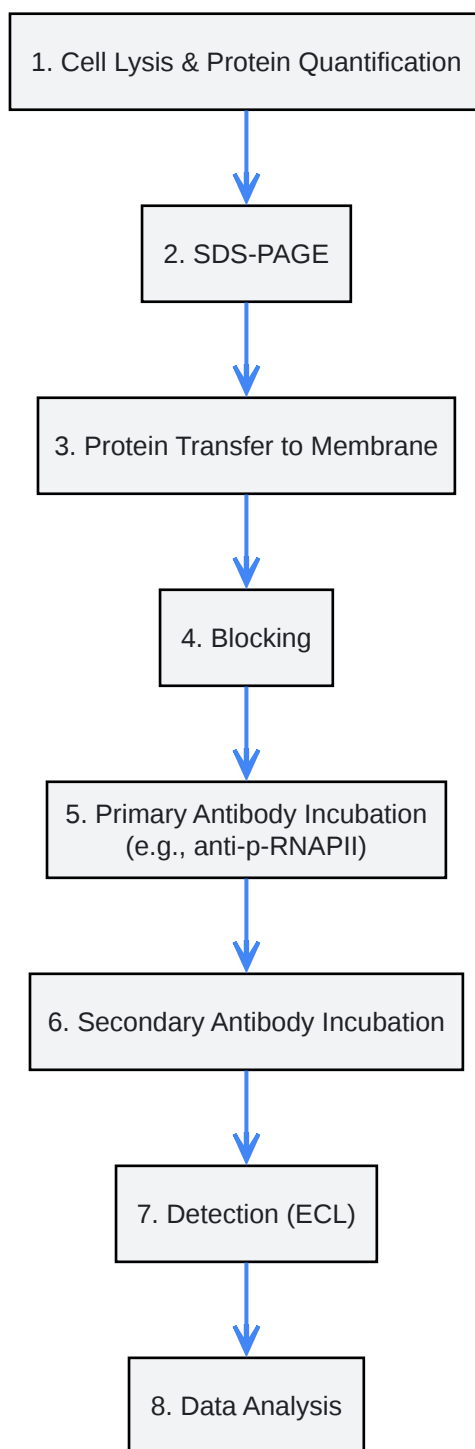 1. Cell Lysis & Protein Quantification
2. SDS-PAGE
3. Protein Transfer to Membrane
4. Blocking
5. Primary Antibody Incubation
(e.g., anti-p-RNAPII)
6. Secondary Antibody Incubation
7. Detection (ECL)
8. Data Analysis